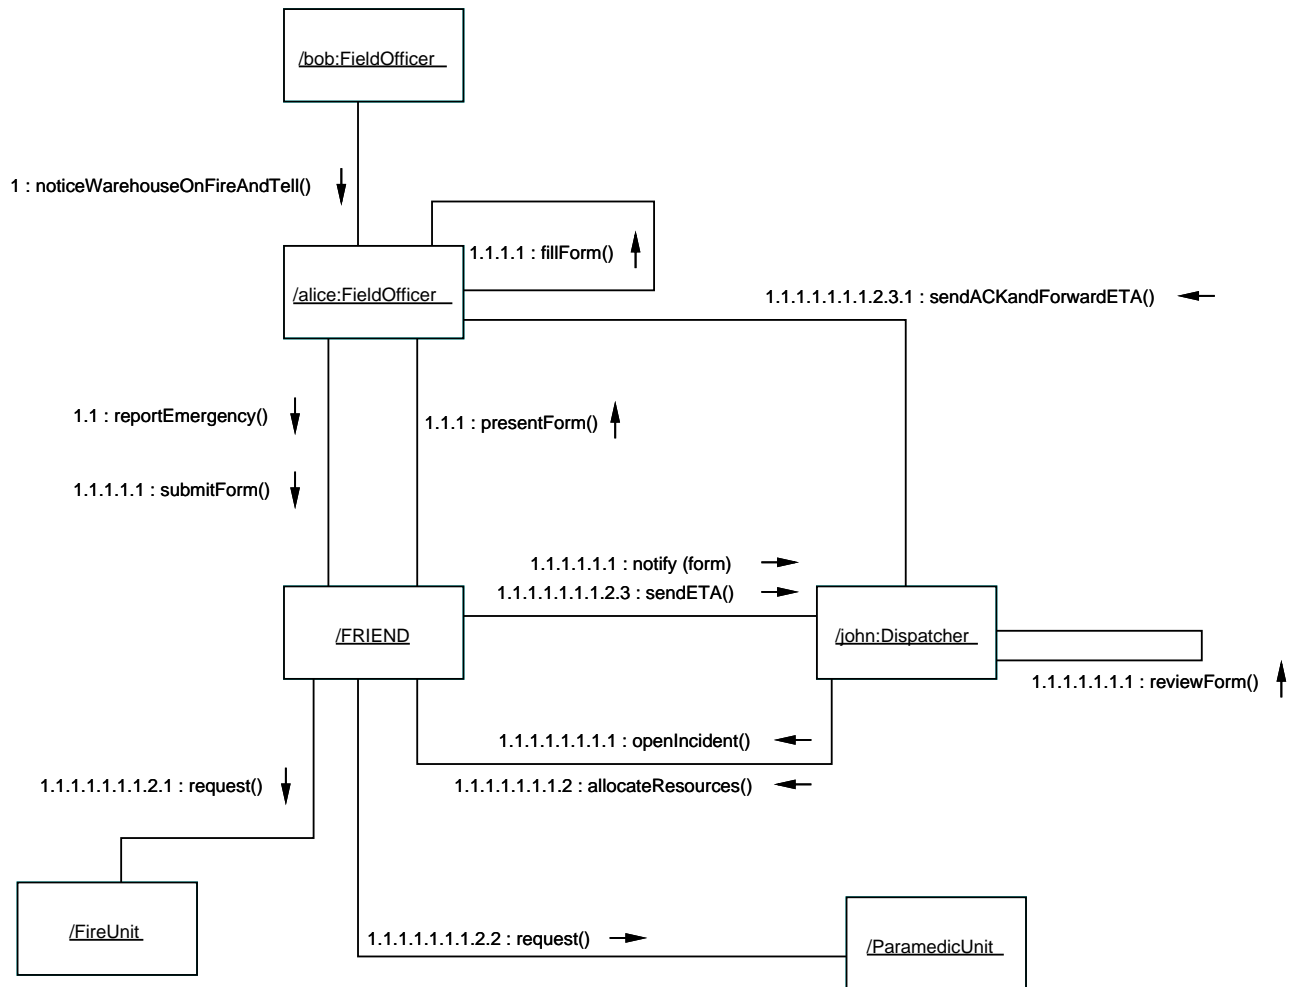 /bob:FieldOfficer
1 : noticeWarehouseOnFireAndTell()
1.1.1.1 : fillForm()
/alice:FieldOfficer
1.1.1.1.1.1.1.2.3.1 : sendACKandForwardETA()
1.1 : reportEmergency()
1.1.1 : presentForm()
1.1.1.1.1 : submitForm()
1.1.1.1.1.1 : notify (form)
1.1.1.1.1.1.1.2.3 : sendETA()
/FRIEND
/john:Dispatcher
1.1.1.1.1.1.1 : reviewForm()
1.1.1.1.1.1.1.1 : openIncident()
1.1.1.1.1.1.1.2.1 : request()
1.1.1.1.1.1.1.2 : allocateResources()
/FireUnit
1.1.1.1.1.1.1.2.2 : request()
/ParamedicUnit